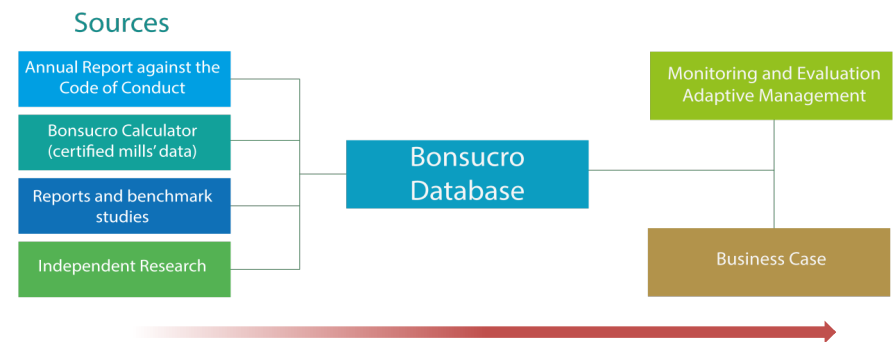 Sources
Annual Report against the
Code of Conduct
Bonsucro Calculator
(certified mills’ data)
Reports and benchmark
studies
Independent Research
Bonsucro
Database
Monitoring and Evaluation
Adaptive Management
Business Case